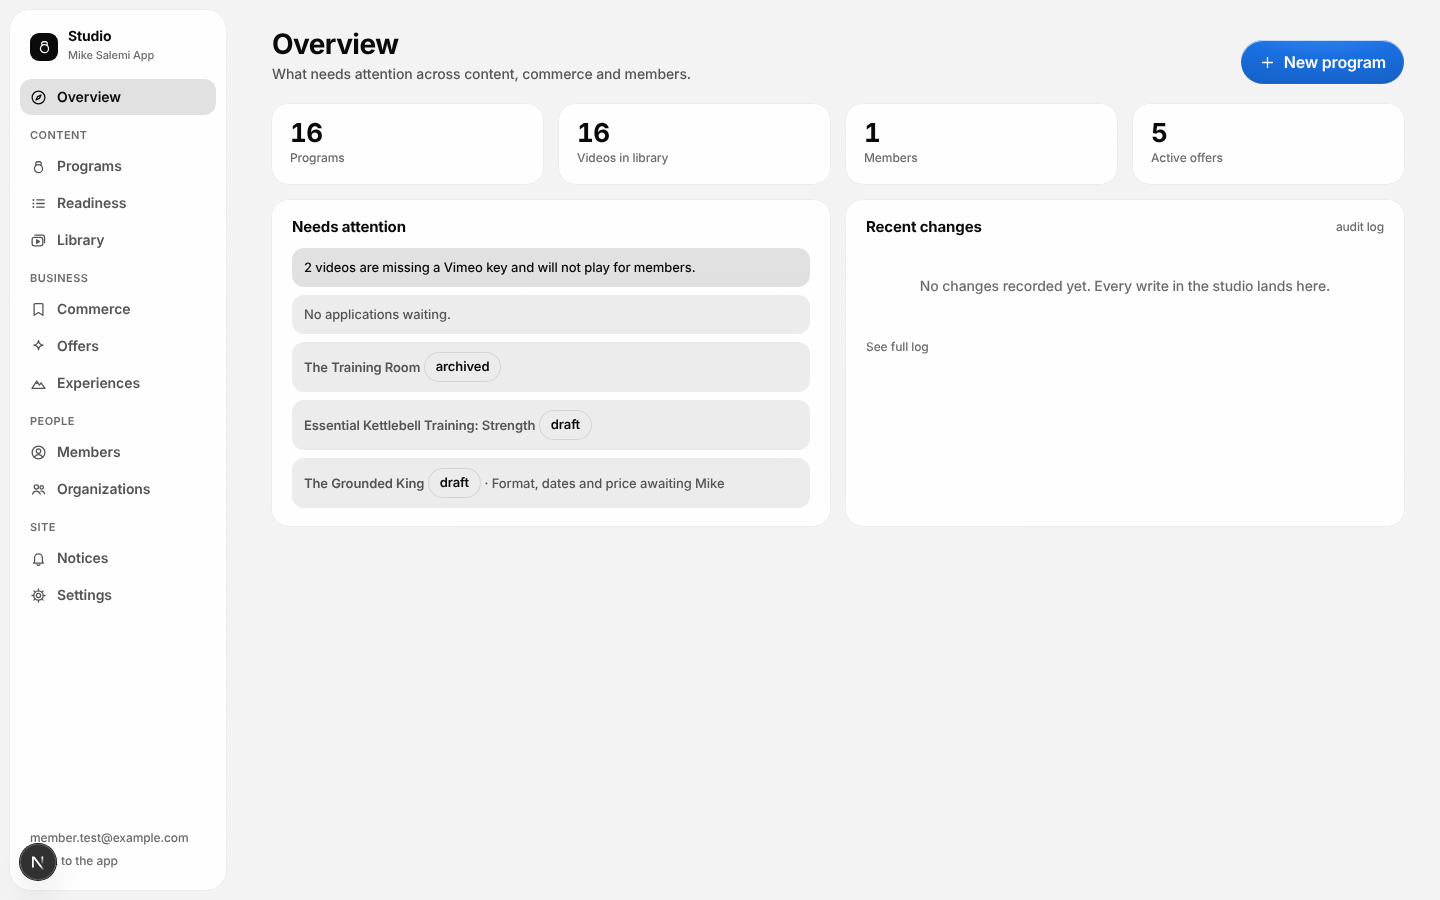 Studio
Mike Salemi App
Overview
CONTENT
Programs
Readiness
Library
BUSINESS
Commerce
Offers
Experiences
PEOPLE
Members
Organizations
SITE
Notices
Settings
member.test@example.com
N
to the app
Overview
What needs attention across content, commerce and members.
+ New program
16
Programs
16
Videos in library
1
Members
5
Active offers
Needs attention
2 videos are missing a Vimeo key and will not play for members.
No applications waiting.
The Training Room archived
Essential Kettlebell Training: Strength draft
The Grounded King draft · Format, dates and price awaiting Mike
Recent changes
audit log
No changes recorded yet. Every write in the studio lands here.
See full log